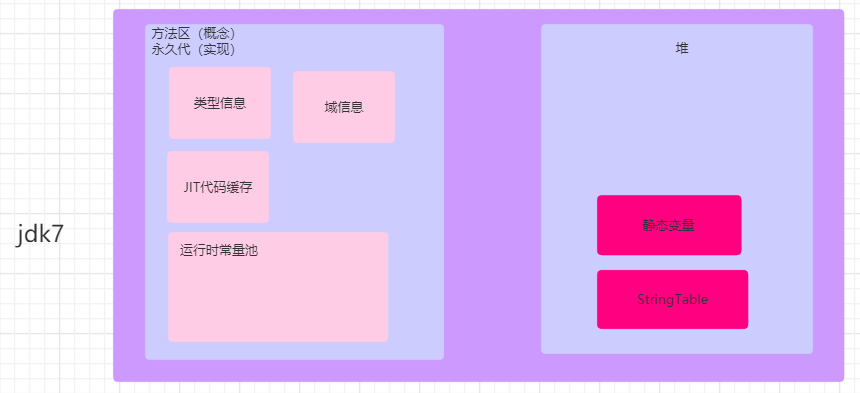 方法区（概念）
永久代（实现）
堆
类型信息
域信息
JIT代码缓存
jdk7
运行时常量池
静态变量
StringTable